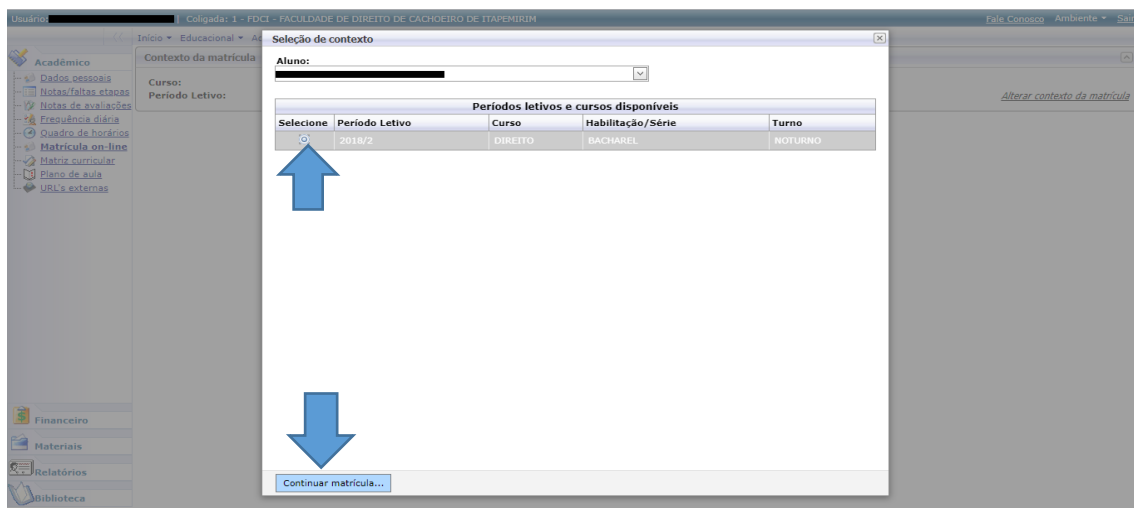 Usuário: | Coligada: 1 - FDCI - FACULDADE DE DIREITO DE CACHOEIRO DE ITAPEMIRIM Fale Conosco Ambiente Sair
Início Educacional Ac
Seleção de contexto
Acadêmico
Dados pessoais
Notas/faltas etapas
Notas de avaliações
Frequência diária
Quadro de horários
Matrícula on-line
Matriz curricular
Plano de aula
URL's externas
Contexto da matrícula
Curso:
Período Letivo:
Alterar contexto da matrícula
Aluno:
Períodos letivos e cursos disponíveis
Selecione Período Letivo Curso Habilitação/Série Turno
2018/2 DIREITO BACHAREL NOTURNO
Continuar matrícula...
Financeiro
Materiais
Relatórios
Biblioteca